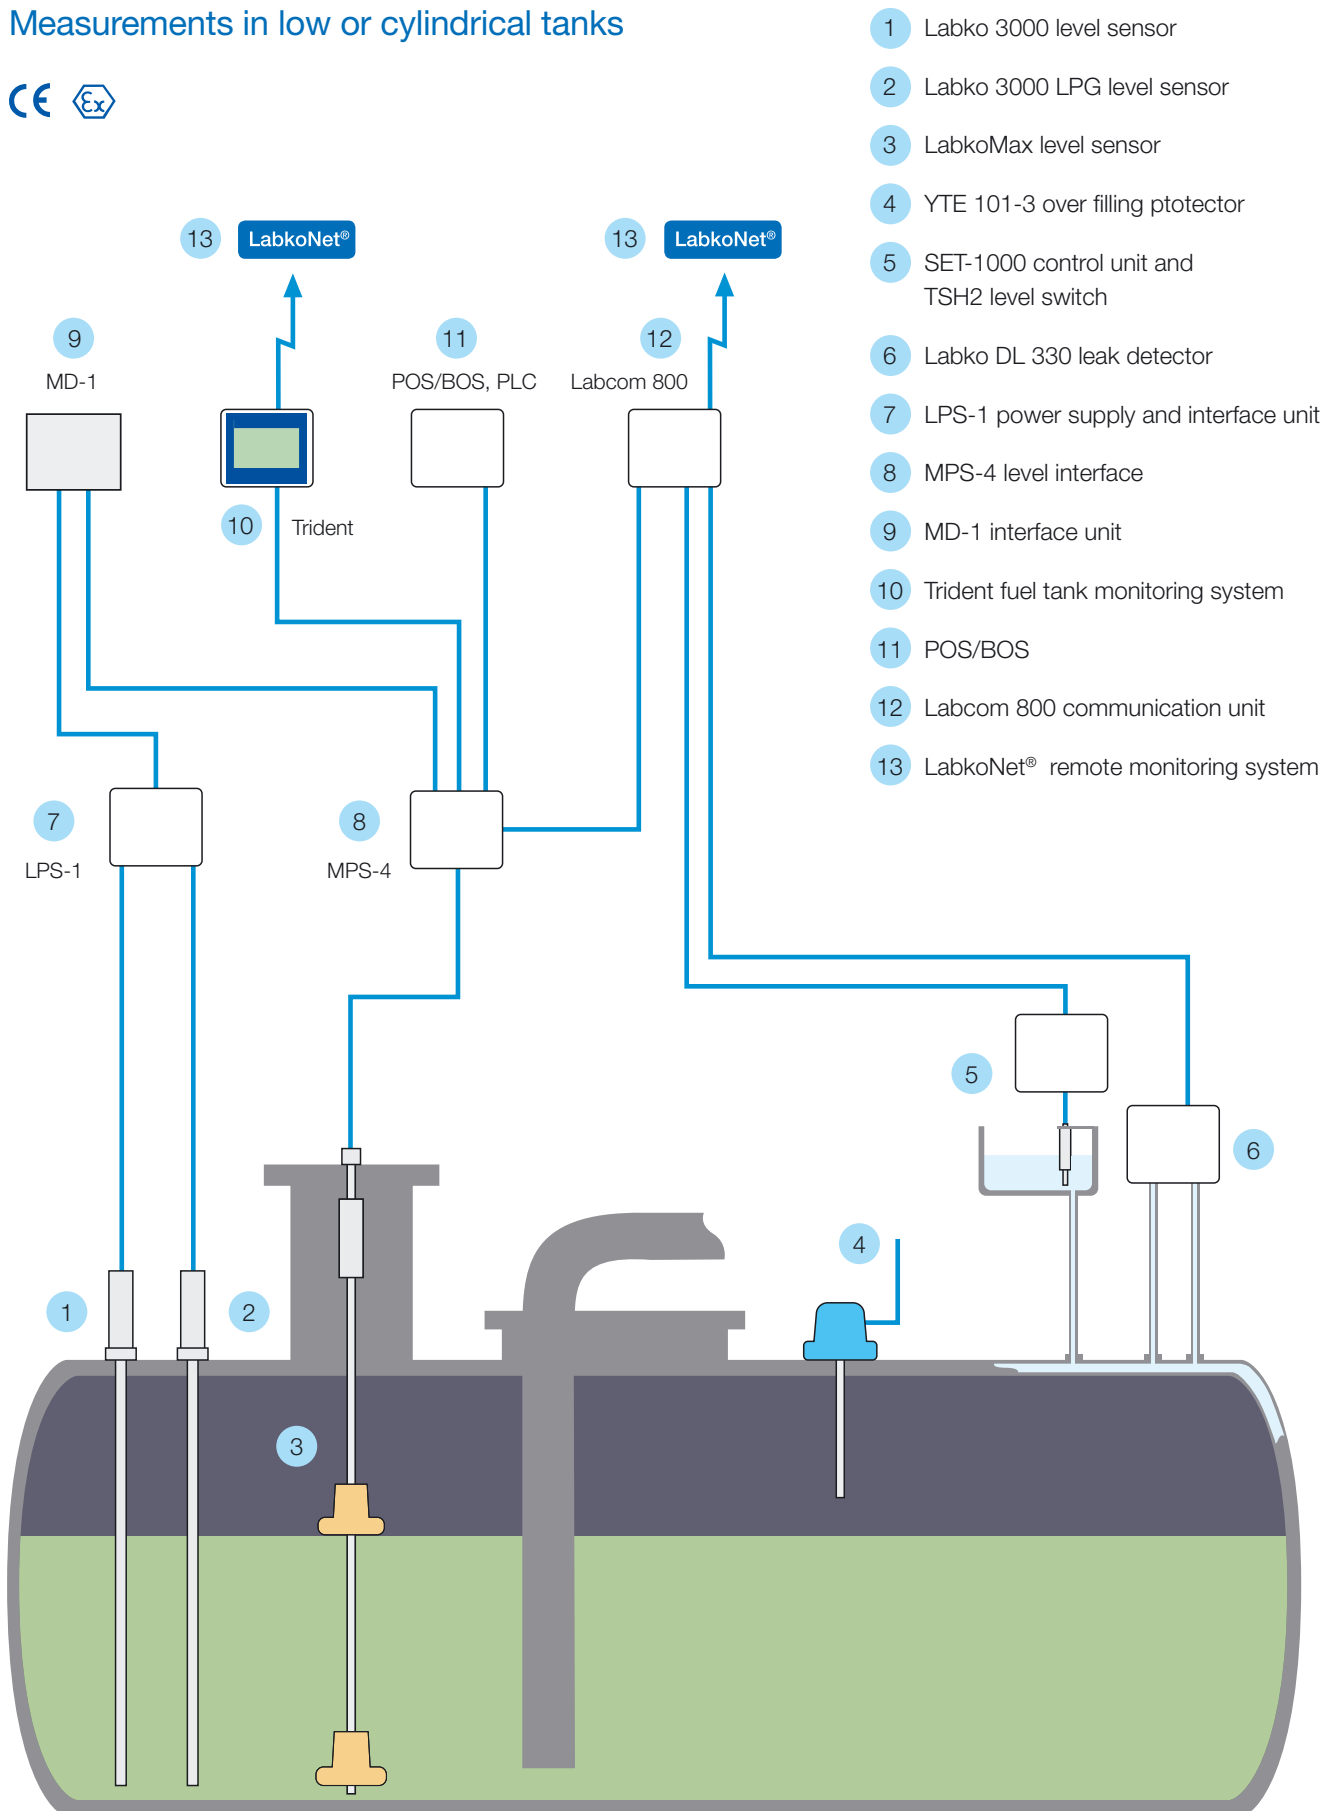 Measurements in low or cylindrical tanks
CE Ex
1 Labko 3000 level sensor
2 Labko 3000 LPG level sensor
3 LabkoMax level sensor
4 YTE 101-3 over filling ptotector
5 SET-1000 control unit and
TSH2 level switch
6 Labko DL 330 leak detector
7 LPS-1 power supply and interface unit
8 MPS-4 level interface
9 MD-1 interface unit
10 Trident fuel tank monitoring system
11 POS/BOS
12 Labcom 800 communication unit
13 LabkoNet® remote monitoring system
13 LabkoNet®
13 LabkoNet®
9
MD-1
11
POS/BOS, PLC
12
Labcom 800
10 Trident
7
LPS-1
8
MPS-4
5
6
4
1
2
3